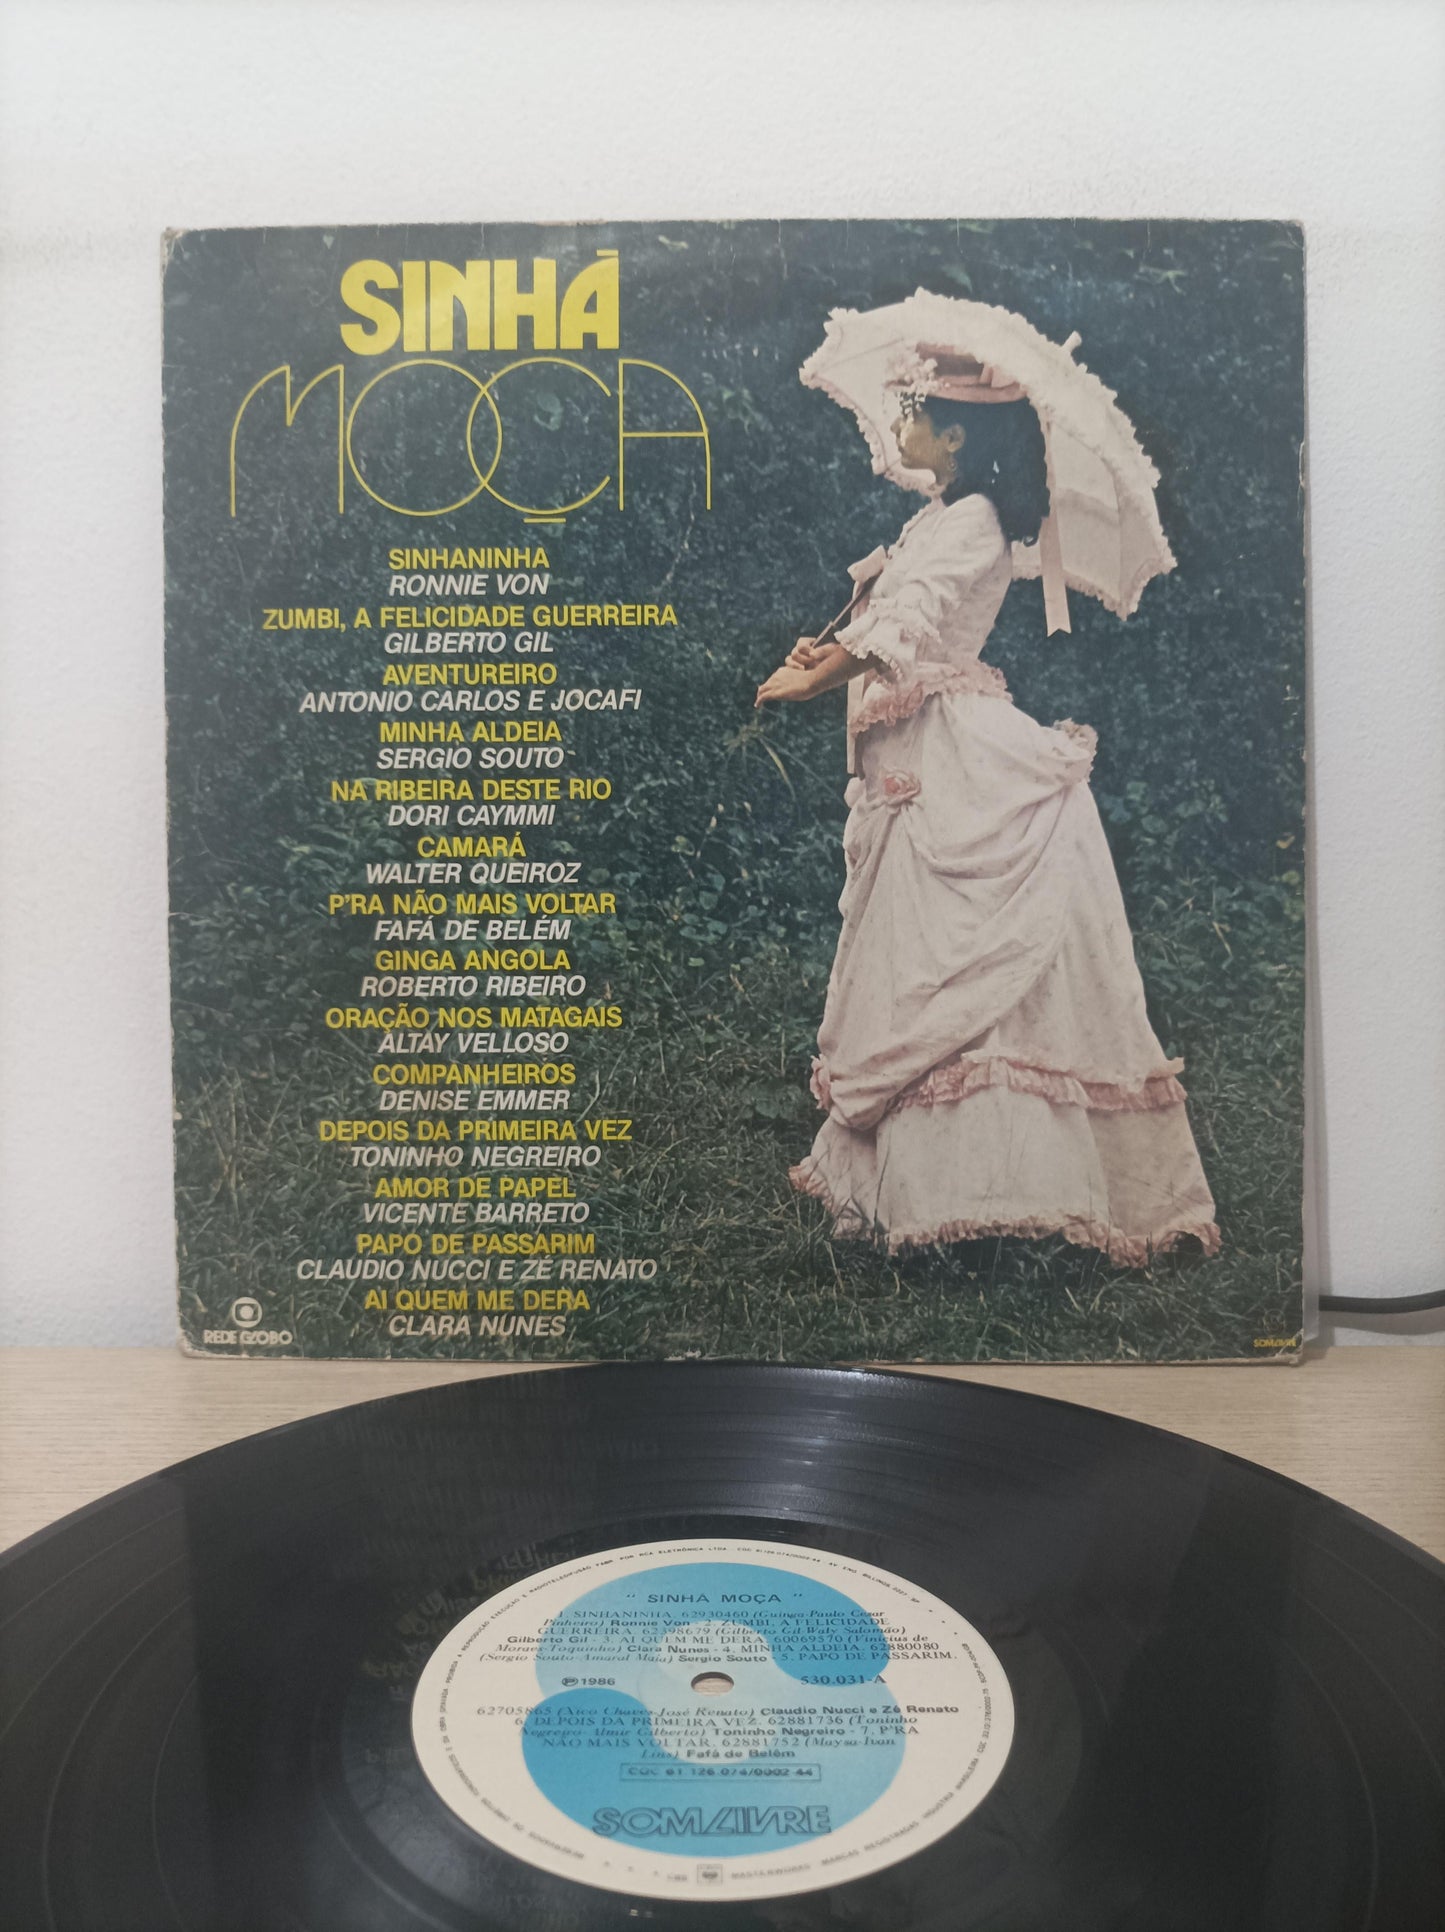 SINHÁ
MOÇA
SINHANINHA
RONNIE VON
ZUMBI, A FELICIDADE GUERREIRA
GILBERTO GIL
AVENTUREIRO
ANTONIO CARLOS E JOCAFI
MINHA ALDEIA
SERGIO SOUTO
NA RIBEIRA DESTE RIO
DORI CAYMMI
CAMARÁ
WALTER QUEIROZ
P'RA NÃO MAIS VOLTAR
FAFÁ DE BELÉM
GINGA ANGOLA
ROBERTO RIBEIRO
ORAÇÃO NOS MATAGAIS
ALTAY VELLOSO
COMPANHEIROS
DENISE EMMER
DEPOIS DA PRIMEIRA VEZ
TONINHO NEGREIRO
AMOR DE PAPEL
VICENTE BARRETO
PAPO DE PASSARIM
CLAUDIO NUCCI E ZÉ RENATO
AI QUEM ME DERA
CLARA NUNES
REDE GLOBO
SOM LIVRE
" SINHÁ MOÇA "
1. SINHANINHA. 62930460 (Guinga-Paulo Cesar
Pinheiro) Ronnie Von - 2. ZUMBI, A FELICIDADE
GUERREIRA. 62398679 (Gilberto Gil-Waly Salomão)
Gilberto Gil - 3. AI QUEM ME DERA. 60069570 (Vinicius de
Moraes-Toquinho) Clara Nunes - 4. MINHA ALDEIA. 62880080
(Sergio Souto-Amaral Maia) Sergio Souto - 5. PAPO DE PASSARIM.
℗ 1986
530.031-A
62705865 (Xico Chaves-José Renato) Claudio Nucci e Zé Renato
6. DEPOIS DA PRIMEIRA VEZ. 62881736 (Toninho
Negreiro-Almir Gilberto) Toninho Negreiro - 7. P'RA
NÃO MAIS VOLTAR. 62881752 (Maysa-Ivan
Lins) Fafá de Belém
CGC 61 126.074/0002-44
SOM LIVRE